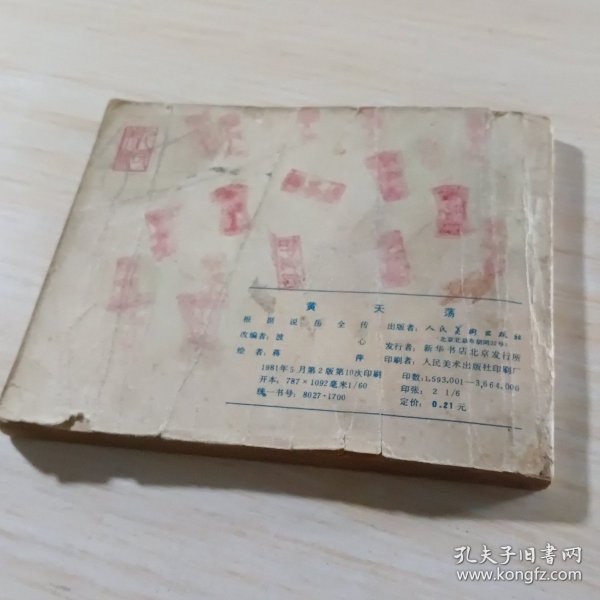 黄天荡
根据说岳全传
改编者：波心
绘者：蒋萍
1981年5月第2版第10次印刷
开本：787×1092毫米1/60
统一书号：8027·1700
出版者：人民美术出版社
（北京北总布胡同32号）
发行者：新华书店北京发行所
印刷者：人民美术出版社印刷厂
印数：1,593,001—3,664,000
印张：2 1/6
定价：0.21元
孔夫子旧书网
www.kongfz.com